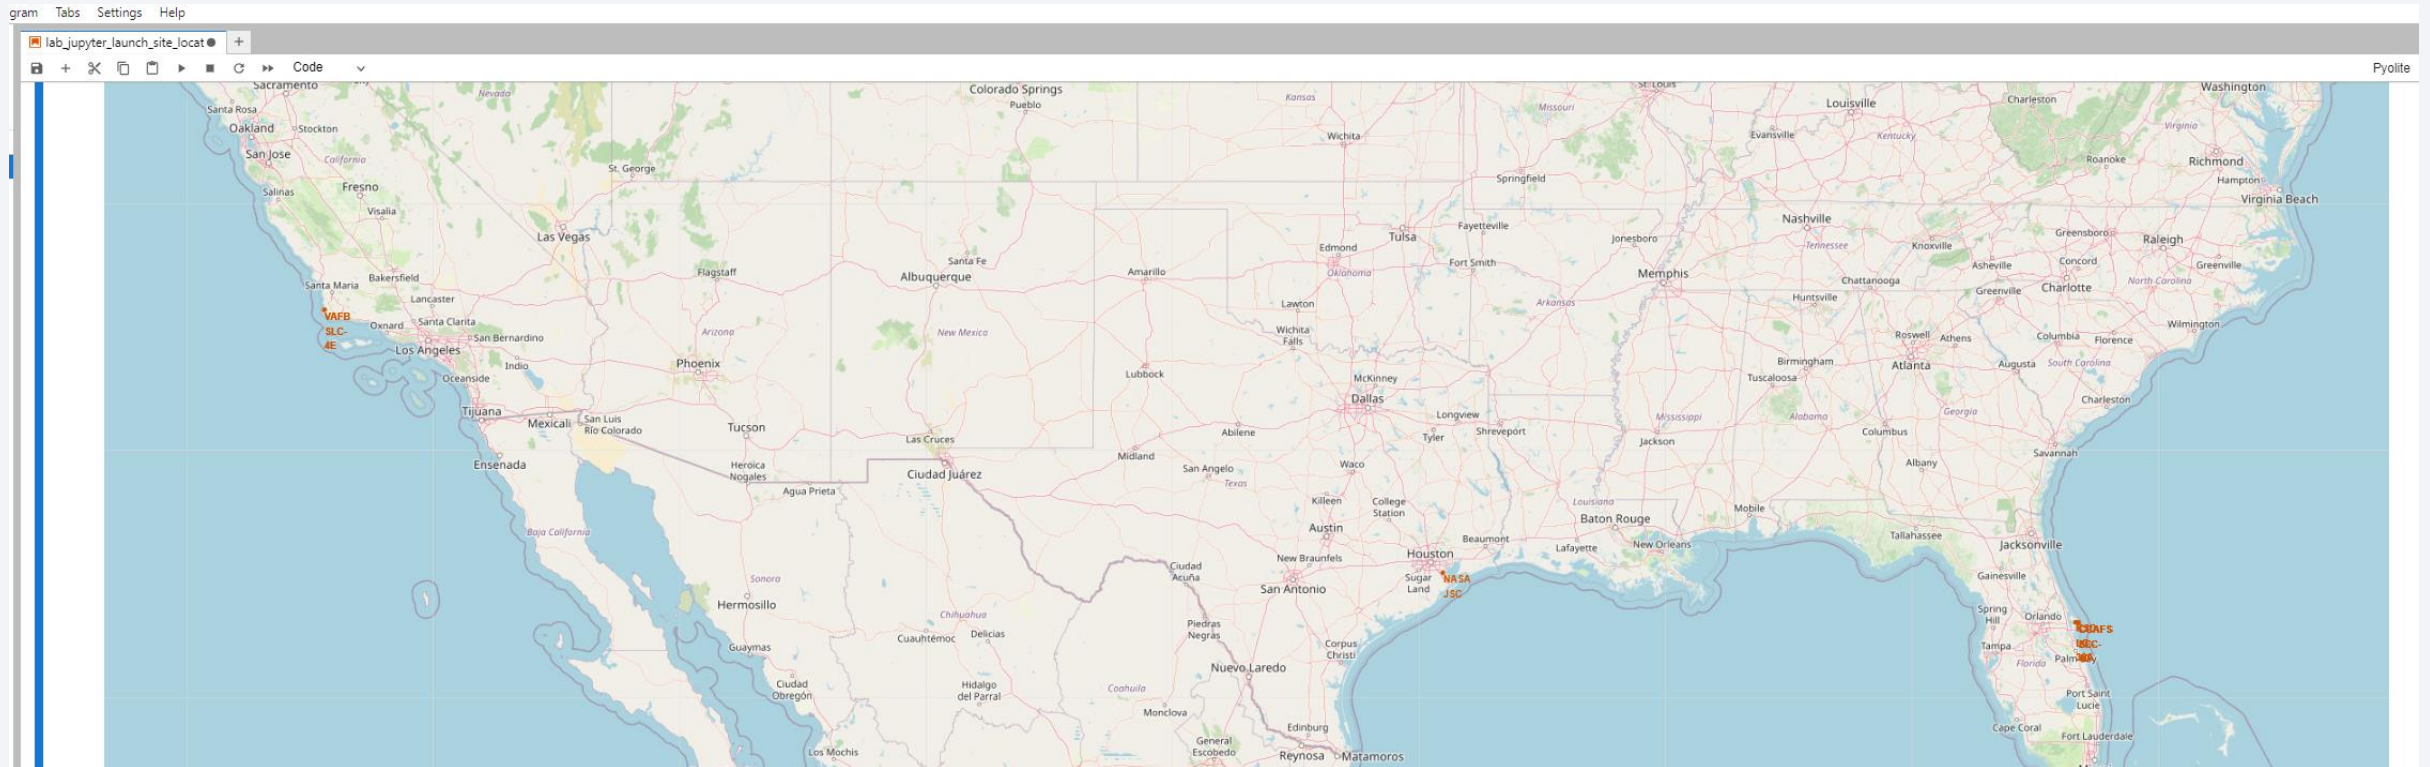 gram Tabs Settings Help
lab_jupyter_launch_site_locat
Code
Pyolite
Sacramento
Nevada
Colorado Springs
Kansas
St. Louis
Louisville
Charleston
Washington
Santa Rosa
Pueblo
Missouri
Oakland
Stockton
Wichita
Evansville
Kentucky
Virginia
San Jose
California
St. George
Roanoke
Richmond
Salinas
Fresno
Springfield
Hampton
Visalia
Virginia Beach
Las Vegas
Tulsa
Fayetteville
Jonesboro
Nashville
Tennessee
Knoxville
Greensboro
Raleigh
Edmond
Santa Fe
Bakersfield
Flagstaff
Albuquerque
Amarillo
Oklahoma
Fort Smith
Memphis
Chattanooga
Asheville
Concord
Greenville
Santa Maria
Lancaster
Lawton
Arkansas
Huntsville
Greenville
Charlotte
North Carolina
VAFB
SLC-
4E
Oxnard
Santa Clarita
San Bernardino
Los Angeles
Arizona
New Mexico
Wichita
Falls
Roswell
Athens
Columbia
Florence
Wilmington
Indio
Phoenix
Lubbock
Birmingham
Atlanta
Augusta
South Carolina
Oceanside
McKinney
Tuscaloosa
Dallas
Charleston
Tijuana
Mexicali
San Luis
Río Colorado
Tucson
Las Cruces
Abilene
Longview
Tyler
Shreveport
Mississippi
Jackson
Alabama
Columbus
Georgia
Savannah
Ensenada
Heroica
Nogales
Ciudad Juárez
Midland
San Angelo
Texas
Waco
Albany
Agua Prieta
Killeen
College
Station
Louisiana
Mobile
Baja California
Austin
Baton Rouge
Tallahassee
Jacksonville
Beaumont
Lafayette
New Orleans
Houston
New Braunfels
Ciudad
Acuña
Sonora
San Antonio
Sugar
Land
NASA
JSC
Gainesville
Hermosillo
Chihuahua
Spring
Hill
Orlando
Piedras
Negras
Cuauhtémoc
Delicias
Guaymas
Corpus
Christi
Tampa
Florida
Nuevo Laredo
Ciudad
Obregón
Hidalgo
del Parral
Coahuila
Port Saint
Lucie
Monclova
Edinburg
Cape Coral
Fort Lauderdale
Los Mochis
General
Escobedo
Reynosa
Matamoros